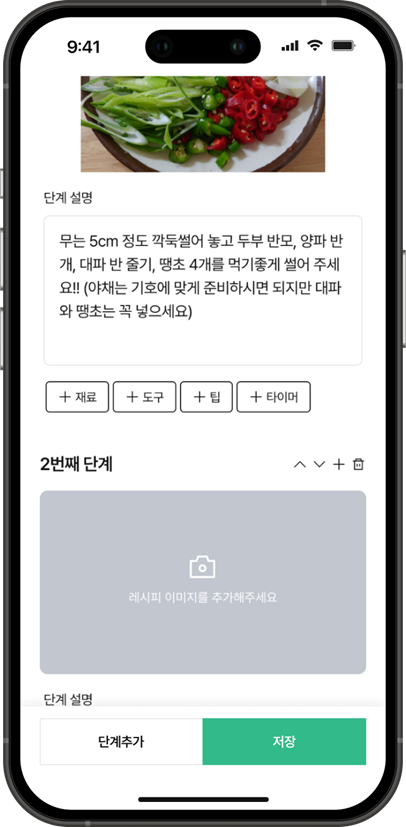 9:41
단계 설명
무는 5cm 정도 깍둑썰어 놓고 두부 반모, 양파 반
개, 대파 반 줄기, 땡초 4개를 먹기좋게 썰어 주세
요!! (야채는 기호에 맞게 준비하시면 되지만 대파
와 땡초는 꼭 넣으세요)
+ 재료 + 도구 + 팁 + 타이머
2번째 단계
레시피 이미지를 추가해주세요
단계 설명
단계추가 저장